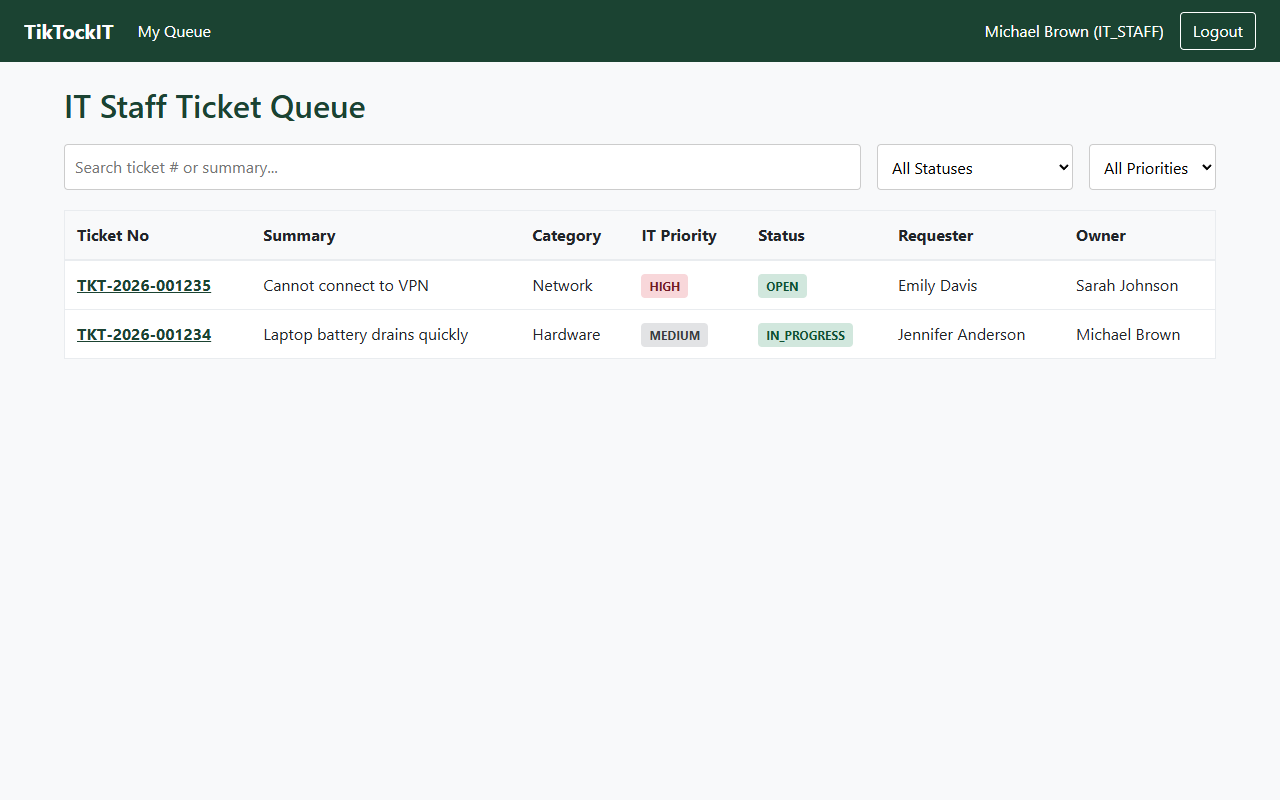 TikTockIT My Queue Michael Brown (IT_STAFF) Logout
IT Staff Ticket Queue
Search ticket # or summary... All Statuses All Priorities
Ticket No Summary Category IT Priority Status Requester Owner
TKT-2026-001235 Cannot connect to VPN Network HIGH OPEN Emily Davis Sarah Johnson
TKT-2026-001234 Laptop battery drains quickly Hardware MEDIUM IN_PROGRESS Jennifer Anderson Michael Brown